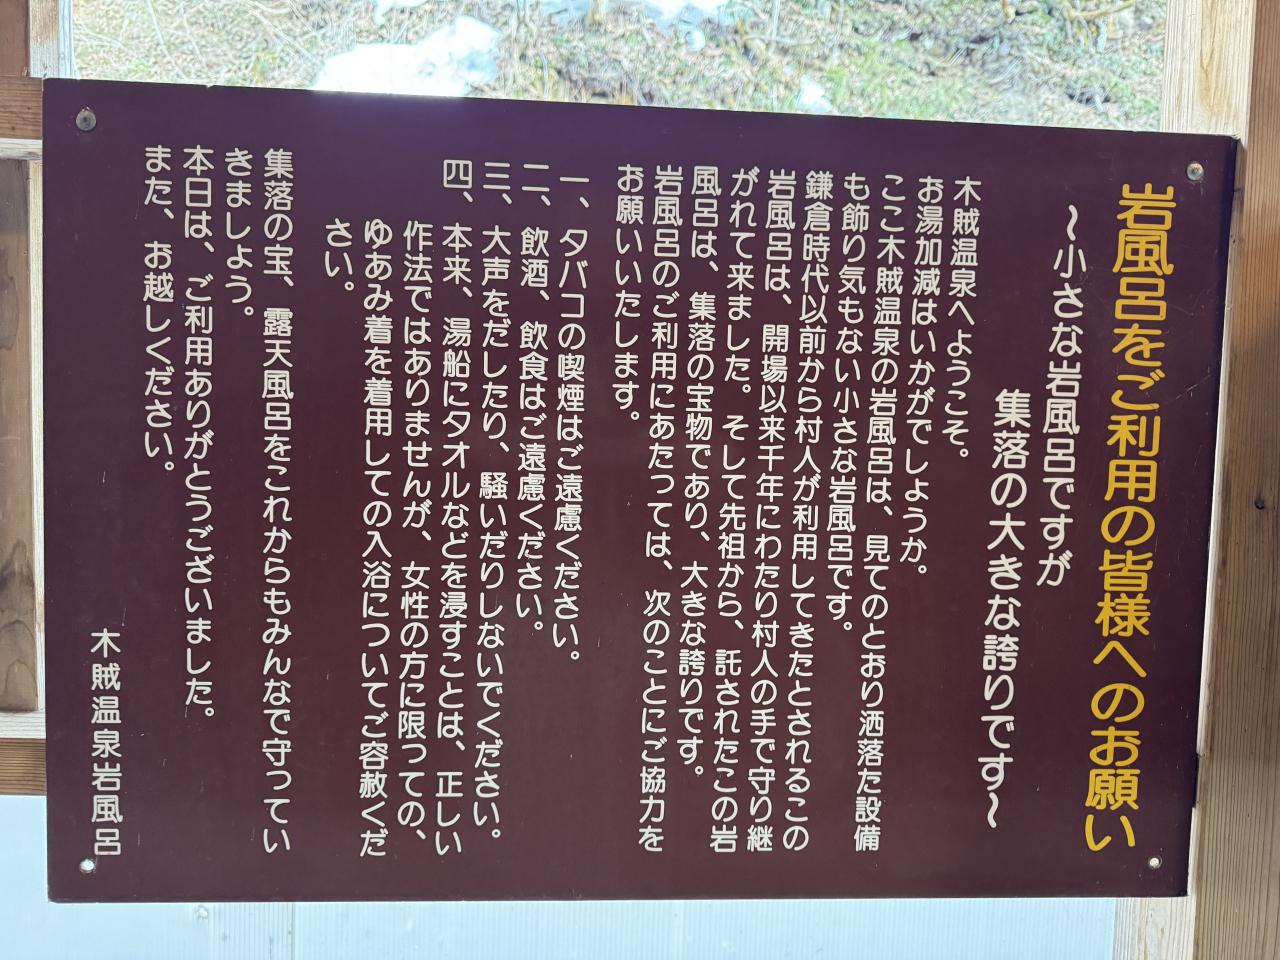 岩風呂をご利用の皆様へのお願い
～小さな岩風呂ですが
集落の大きな誇りです～
木賊温泉へようこそ。
お湯加減はいかがでしようか。
ここ木賊温泉の岩風呂は、見てのとおり洒落た設備
も飾り気もない小さな岩風呂です。
鎌倉時代以前から村人が利用してきたとされるこの
岩風呂は、開場以来千年にわたり村人の手で守り継
がれて来ました。そして先祖から、託されたこの岩
風呂は、集落の宝物であり、大きな誇りです。
岩風呂のご利用にあたつては、次のことにご協力を
お願いいたします。
一、タバコの喫煙はご遠慮ください。
二、飲酒、飲食はご遠慮ください。
三、大声をだしたり、騒いだりしないでください。
四、本来、湯船にタオルなどを浸すことは、正しい
作法ではありませんが、女性の方に限つての、
ゆあみ着を着用しての入浴についてご容赦くだ
さい。
集落の宝、露天風呂をこれからもみんなで守つてい
きましよう。
本日は、ご利用ありがとうございました。
また、お越しください。
木賊温泉岩風呂